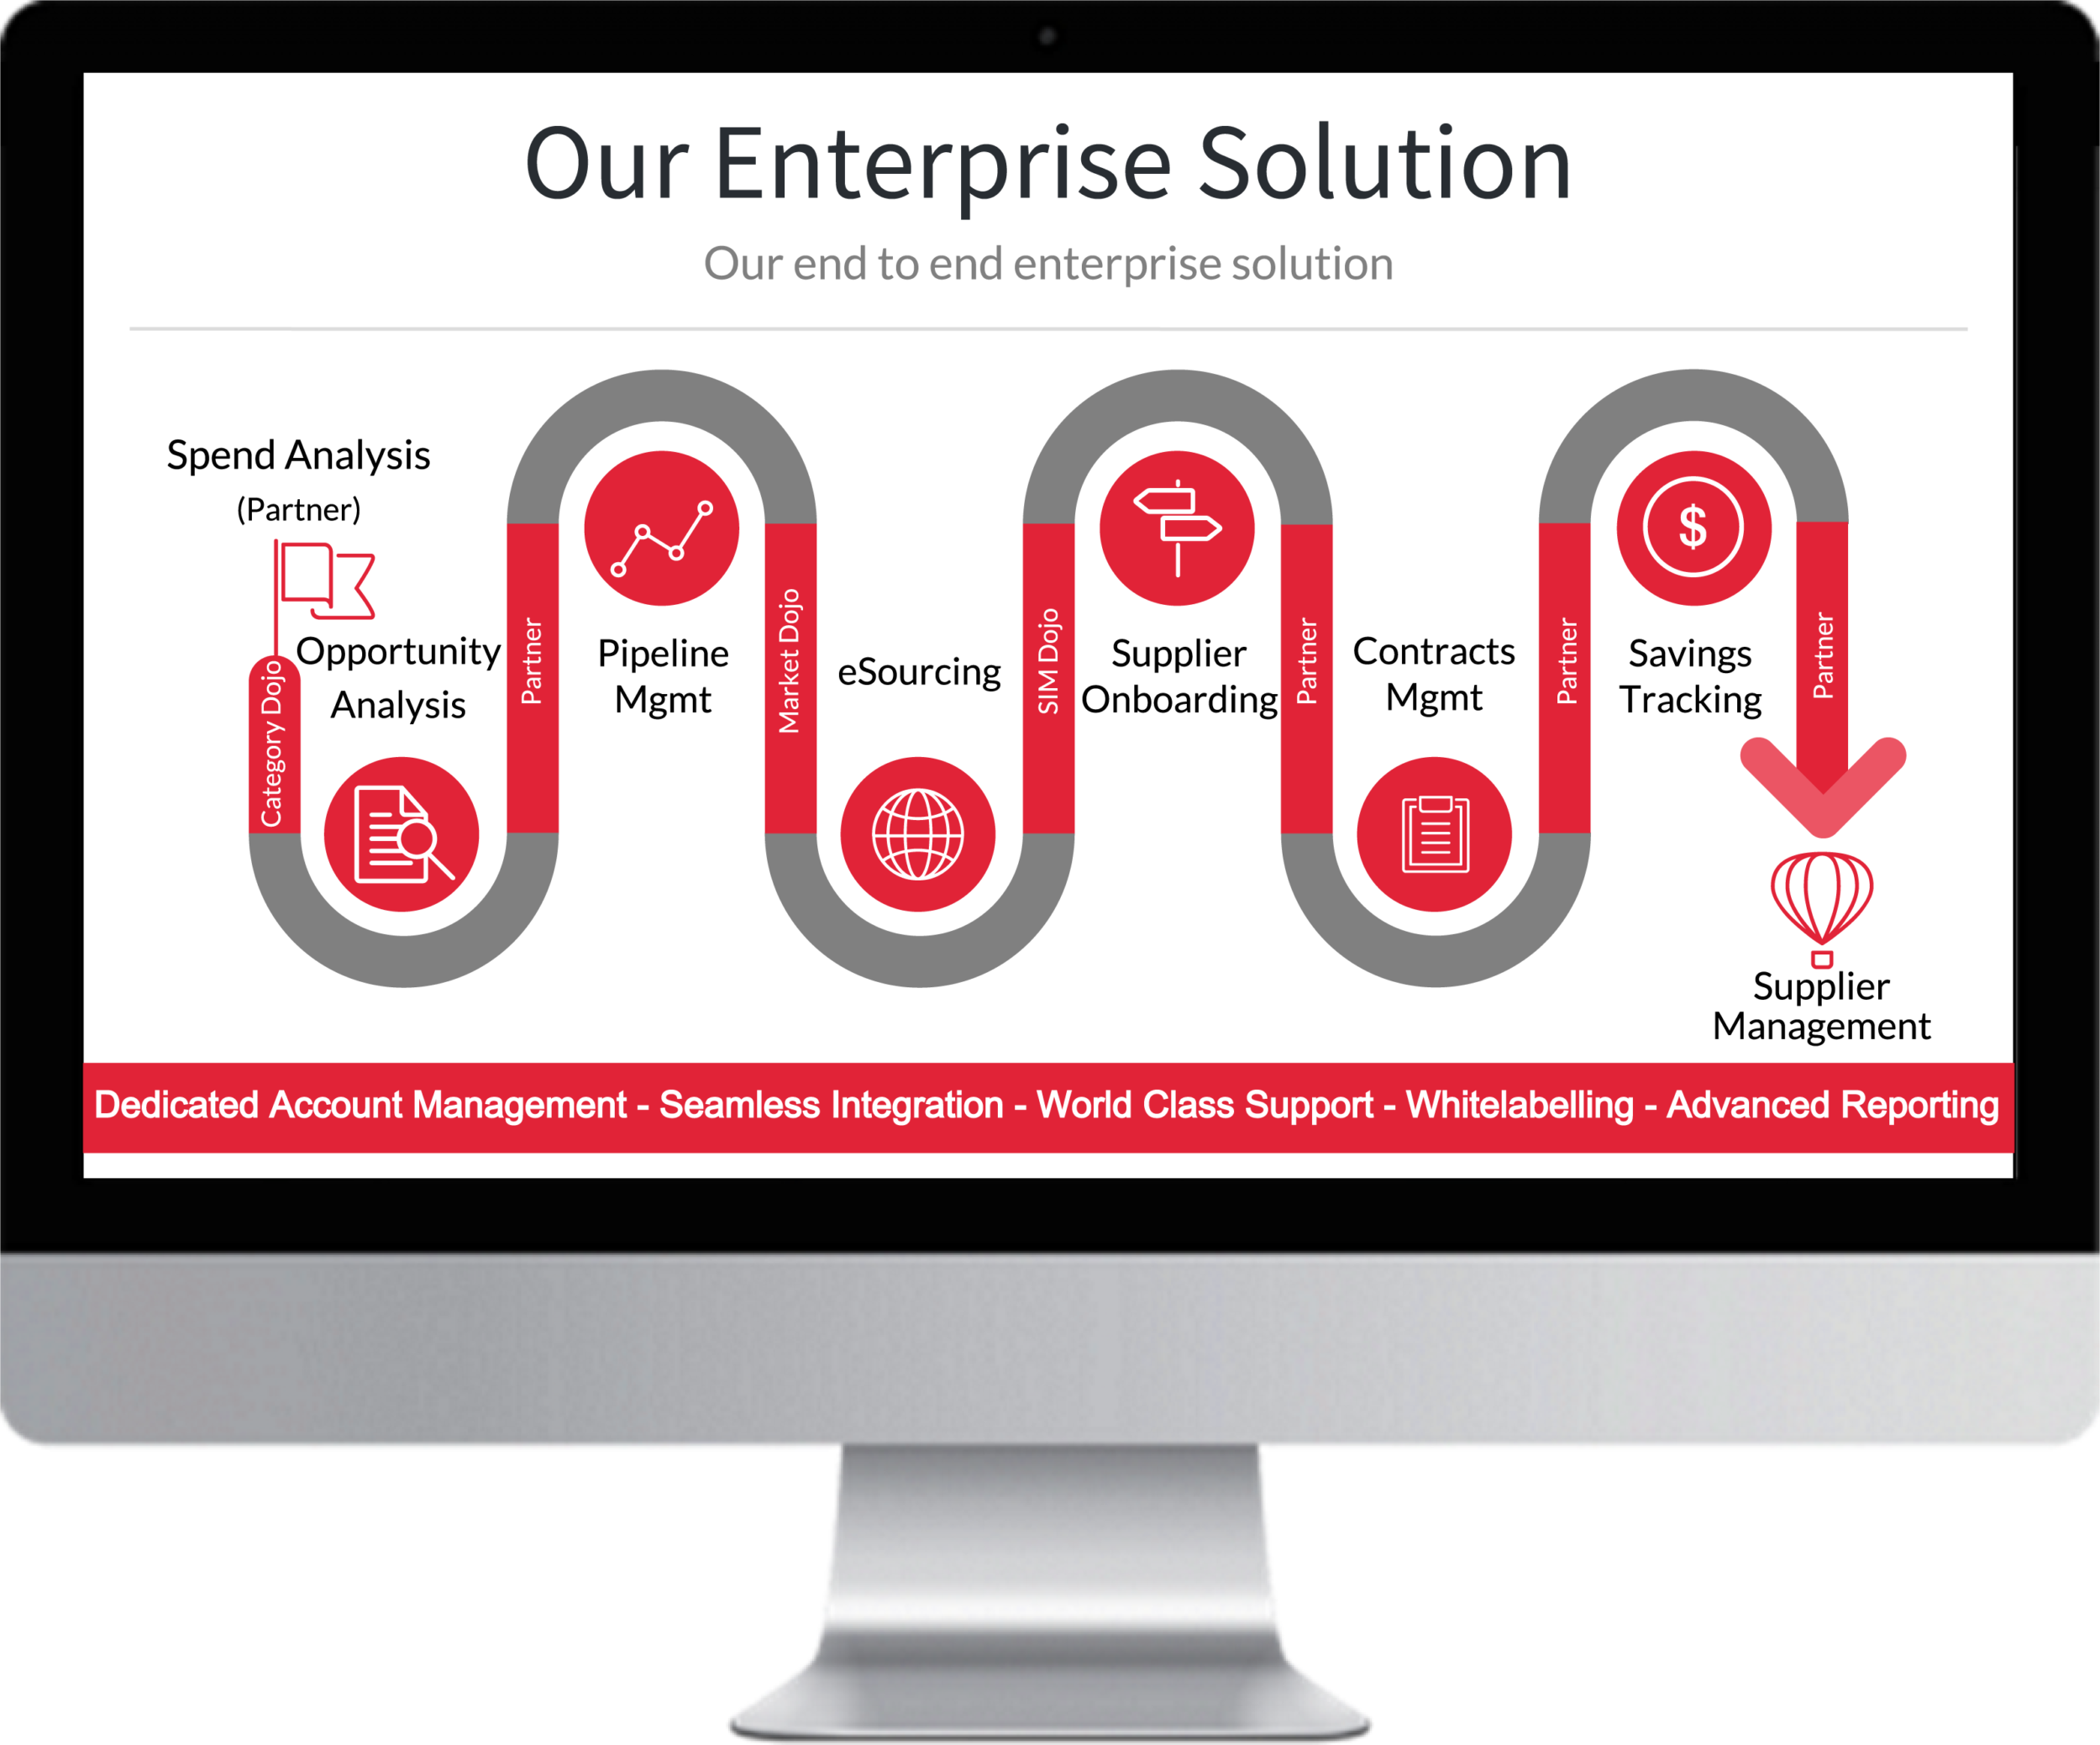 Our Enterprise Solution
Our end to end enterprise solution
Spend Analysis
(Partner)
Category Dojo
Opportunity
Analysis
Partner
Pipeline
Mgmt
Market Dojo
eSourcing
SIM Dojo
Supplier
Onboarding
Partner
Contracts
Mgmt
Partner
$
Savings
Tracking
Partner
Supplier
Management
Dedicated Account Management - Seamless Integration - World Class Support - Whitelabelling - Advanced Reporting